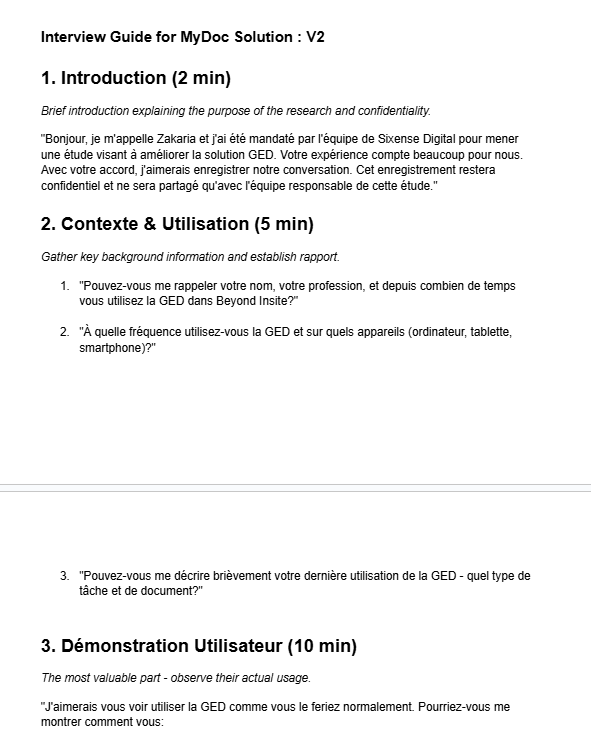 Interview Guide for MyDoc Solution : V2
1. Introduction (2 min)
Brief introduction explaining the purpose of the research and confidentiality.
"Bonjour, je m'appelle Zakaria et j'ai été mandaté par l'équipe de Sixense Digital pour mener
une étude visant à améliorer la solution GED. Votre expérience compte beaucoup pour nous.
Avec votre accord, j'aimerais enregistrer notre conversation. Cet enregistrement restera
confidentiel et ne sera partagé qu'avec l'équipe responsable de cette étude."
2. Contexte & Utilisation (5 min)
Gather key background information and establish rapport.
1. "Pouvez-vous me rappeler votre nom, votre profession, et depuis combien de temps
vous utilisez la GED dans Beyond Insite?"
2. "À quelle fréquence utilisez-vous la GED et sur quels appareils (ordinateur, tablette,
smartphone)?"
3. "Pouvez-vous me décrire brièvement votre dernière utilisation de la GED - quel type de
tâche et de document?"
3. Démonstration Utilisateur (10 min)
The most valuable part - observe their actual usage.
"J'aimerais vous voir utiliser la GED comme vous le feriez normalement. Pourriez-vous me
montrer comment vous: